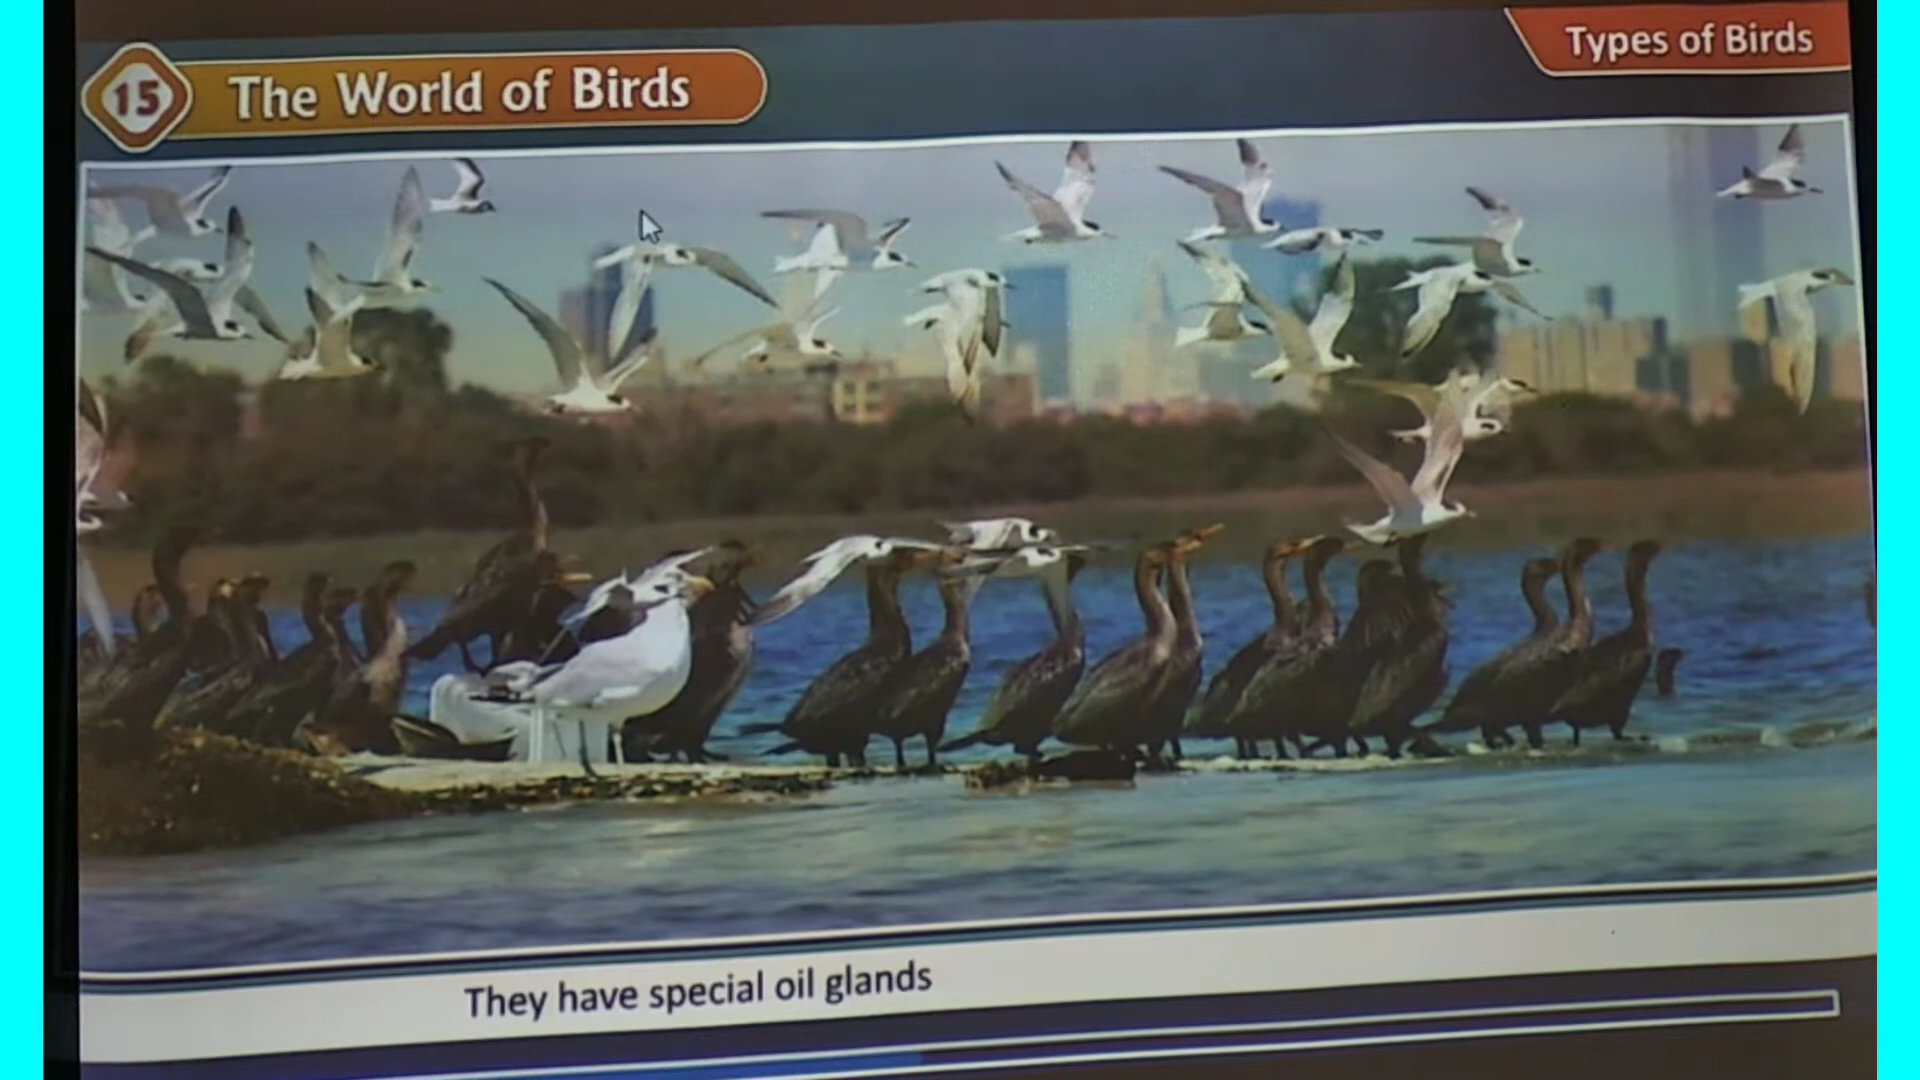 Types of Birds
15 The World of Birds
They have special oil glands